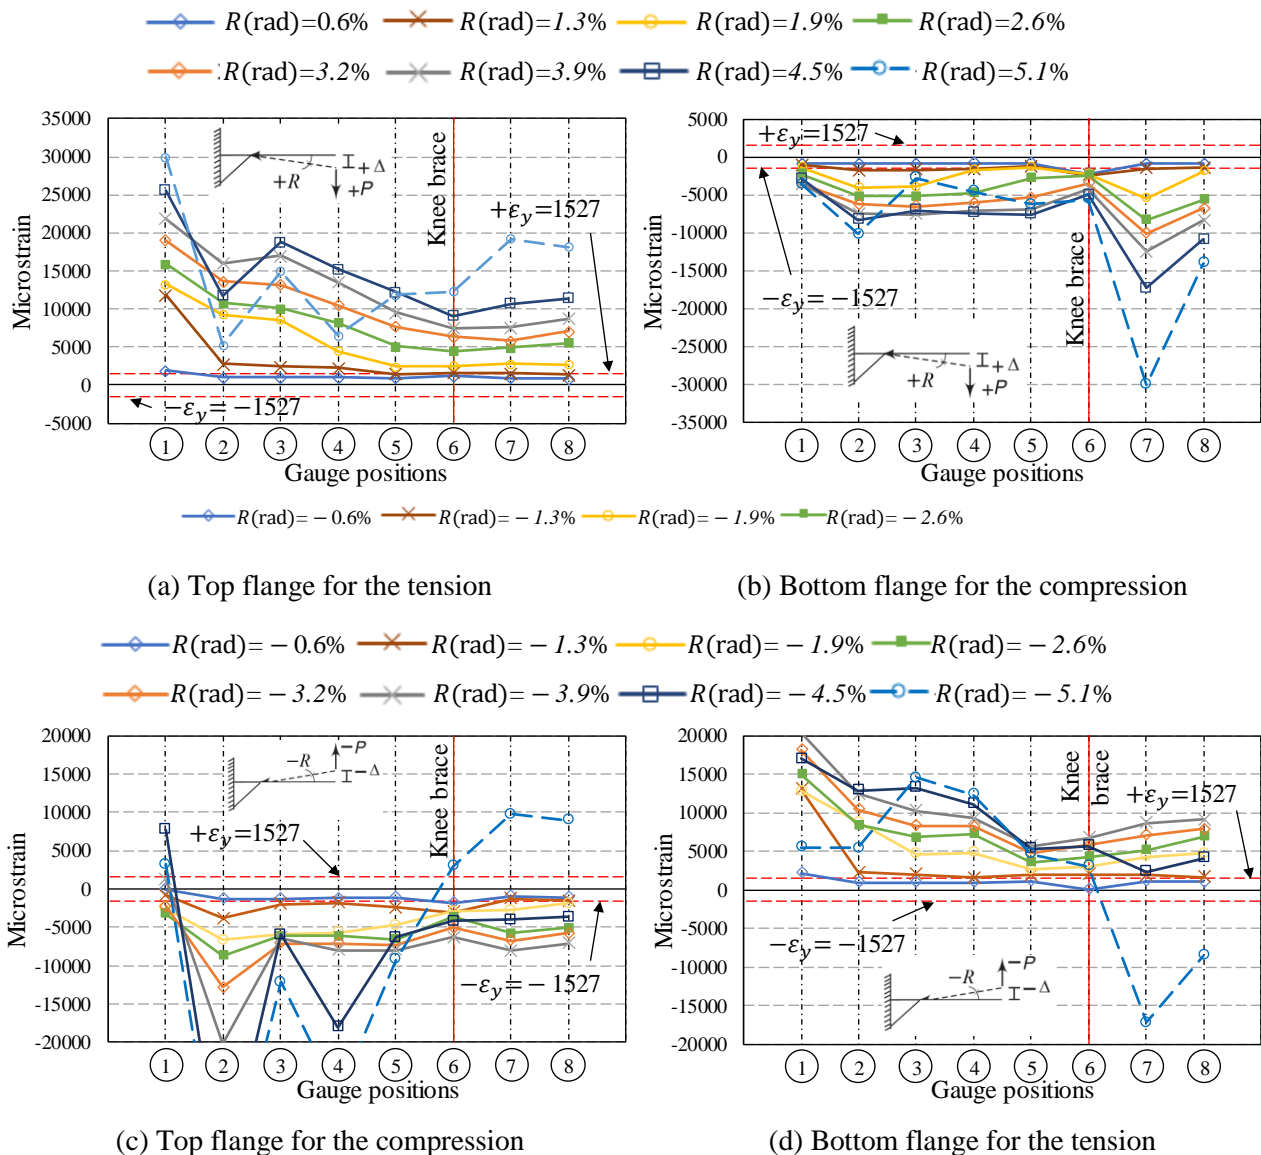 R(rad)=0.6% R(rad)=1.3% R(rad)=1.9% R(rad)=2.6%
R(rad)=3.2% R(rad)=3.9% R(rad)=4.5% R(rad)=5.1%
35000
30000
25000
20000
15000
10000
5000
0
-5000
Microstrain
+R
+Δ
+P
Knee brace
+εy=1527
−εy=−1527
1 2 3 4 5 6 7 8
Gauge positions
5000
0
-5000
-10000
-15000
-20000
-25000
-30000
-35000
Microstrain
+εy=1527
−εy=−1527
Knee brace
+R
+Δ
+P
1 2 3 4 5 6 7 8
Gauge positions
R(rad)=−0.6% R(rad)=−1.3% R(rad)=−1.9% R(rad)=−2.6%
(a) Top flange for the tension
(b) Bottom flange for the compression
R(rad)=−0.6% R(rad)=−1.3% R(rad)=−1.9% R(rad)=−2.6%
R(rad)=−3.2% R(rad)=−3.9% R(rad)=−4.5% R(rad)=−5.1%
20000
15000
10000
5000
0
-5000
-10000
-15000
-20000
Microstrain
−P
−R
−Δ
Knee brace
+εy=1527
−εy=−1527
1 2 3 4 5 6 7 8
Gauge positions
20000
15000
10000
5000
0
-5000
-10000
-15000
-20000
Microstrain
Knee
brace
+εy=1527
−εy=−1527
−P
−R
−Δ
1 2 3 4 5 6 7 8
Gauge positions
(c) Top flange for the compression
(d) Bottom flange for the tension